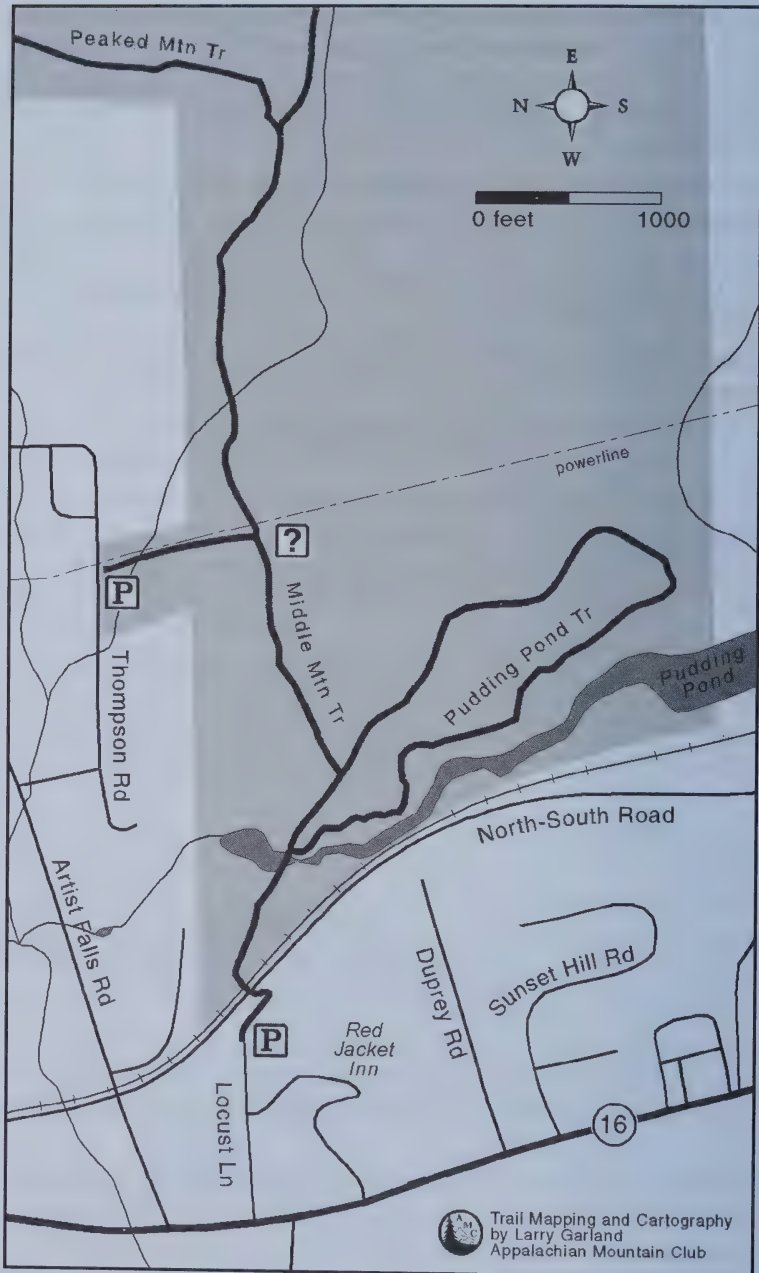 Peaked Mtn Tr
E
N S
W
0 feet 1000
powerline
?
P
Middle Mtn Tr
Pudding Pond Tr
Pudding
Pond
Thompson Rd
North-South Road
Artist Falls Rd
Duprey Rd
Sunset Hill Rd
P
Red
Jacket
Inn
Locust Ln
16
AMC
Trail Mapping and Cartography
by Larry Garland
Appalachian Mountain Club